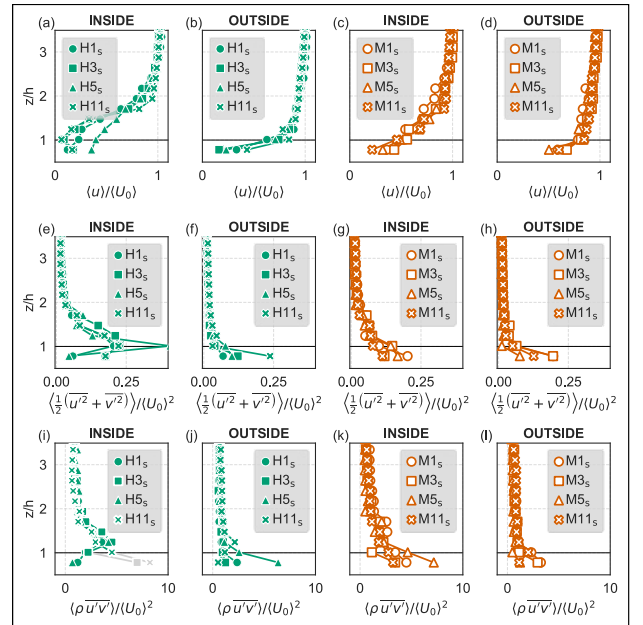 (a) INSIDE
(b) OUTSIDE
(c) INSIDE
(d) OUTSIDE
z/h
3
2
1
H1s
H3s
H5s
H11s
H1s
H3s
H5s
H11s
M1s
M3s
M5s
M11s
M1s
M3s
M5s
M11s
0 1
0 1
0 1
0 1
⟨u⟩/⟨U₀⟩
⟨u⟩/⟨U₀⟩
⟨u⟩/⟨U₀⟩
⟨u⟩/⟨U₀⟩
(e) INSIDE
(f) OUTSIDE
(g) INSIDE
(h) OUTSIDE
z/h
3
2
1
H1s
H3s
H5s
H11s
H1s
H3s
H5s
H11s
M1s
M3s
M5s
M11s
M1s
M3s
M5s
M11s
0.00 0.25
0.00 0.25
0.00 0.25
0.00 0.25
⟨½(u′² + v′²)⟩/⟨U₀⟩²
⟨½(u′² + v′²)⟩/⟨U₀⟩²
⟨½(u′² + v′²)⟩/⟨U₀⟩²
⟨½(u′² + v′²)⟩/⟨U₀⟩²
(i) INSIDE
(j) OUTSIDE
(k) INSIDE
(l) OUTSIDE
z/h
3
2
1
H1s
H3s
H5s
H11s
H1s
H3s
H5s
H11s
M1s
M3s
M5s
M11s
M1s
M3s
M5s
M11s
0 10
0 10
0 10
0 10
⟨ρu′v′⟩/⟨U₀⟩²
⟨ρu′v′⟩/⟨U₀⟩²
⟨ρu′v′⟩/⟨U₀⟩²
⟨ρu′v′⟩/⟨U₀⟩²